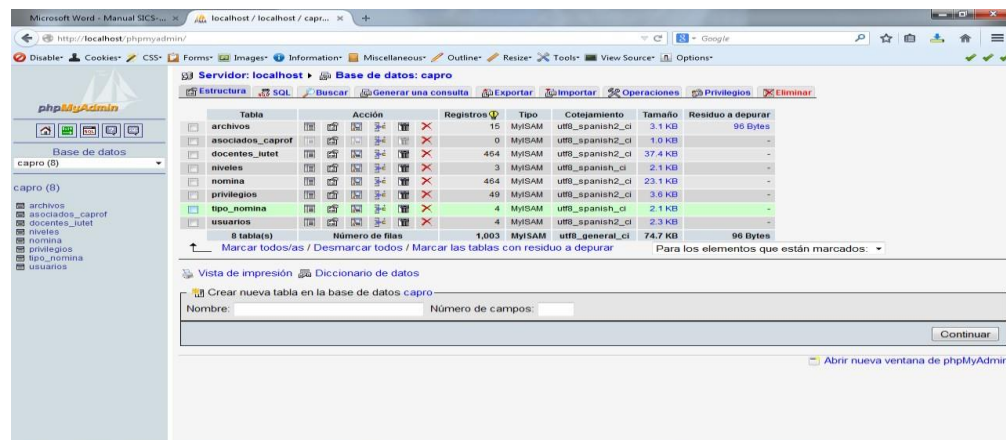 Microsoft Word - Manual SICS-... × localhost / localhost / capr... × +
http://localhost/phpmyadmin/ Google
Disable Cookies CSS Forms Images Information Miscellaneous Outline Resize Tools View Source Options
phpMyAdmin
Base de datos
capro (8)
capro (8)
archivos
asociados_caprof
docentes_iutet
niveles
nomina
privilegios
tipo_nomina
usuarios
Servidor: localhost ▸ Base de datos: capro
Estructura SQL Buscar Generar una consulta Exportar Importar Operaciones Privilegios Eliminar
Tabla Acción Registros Tipo Cotejamiento Tamaño Residuo a depurar
archivos 15 MyISAM utf8_spanish2_ci 3.1 KB 96 Bytes
asociados_caprof 0 MyISAM utf8_spanish2_ci 1.0 KB -
docentes_iutet 464 MyISAM utf8_spanish2_ci 37.4 KB -
niveles 3 MyISAM utf8_spanish_ci 2.1 KB -
nomina 464 MyISAM utf8_spanish2_ci 23.1 KB -
privilegios 49 MyISAM utf8_spanish2_ci 3.6 KB -
tipo_nomina 4 MyISAM utf8_spanish_ci 2.1 KB -
usuarios 4 MyISAM utf8_spanish2_ci 2.3 KB -
8 tabla(s) Número de filas 1,003 MyISAM utf8_general_ci 74.7 KB 96 Bytes
Marcar todos/as / Desmarcar todos / Marcar las tablas con residuo a depurar Para los elementos que están marcados:
Vista de impresión Diccionario de datos
Crear nueva tabla en la base de datos capro
Nombre: Número de campos:
Continuar
Abrir nueva ventana de phpMyAdmin